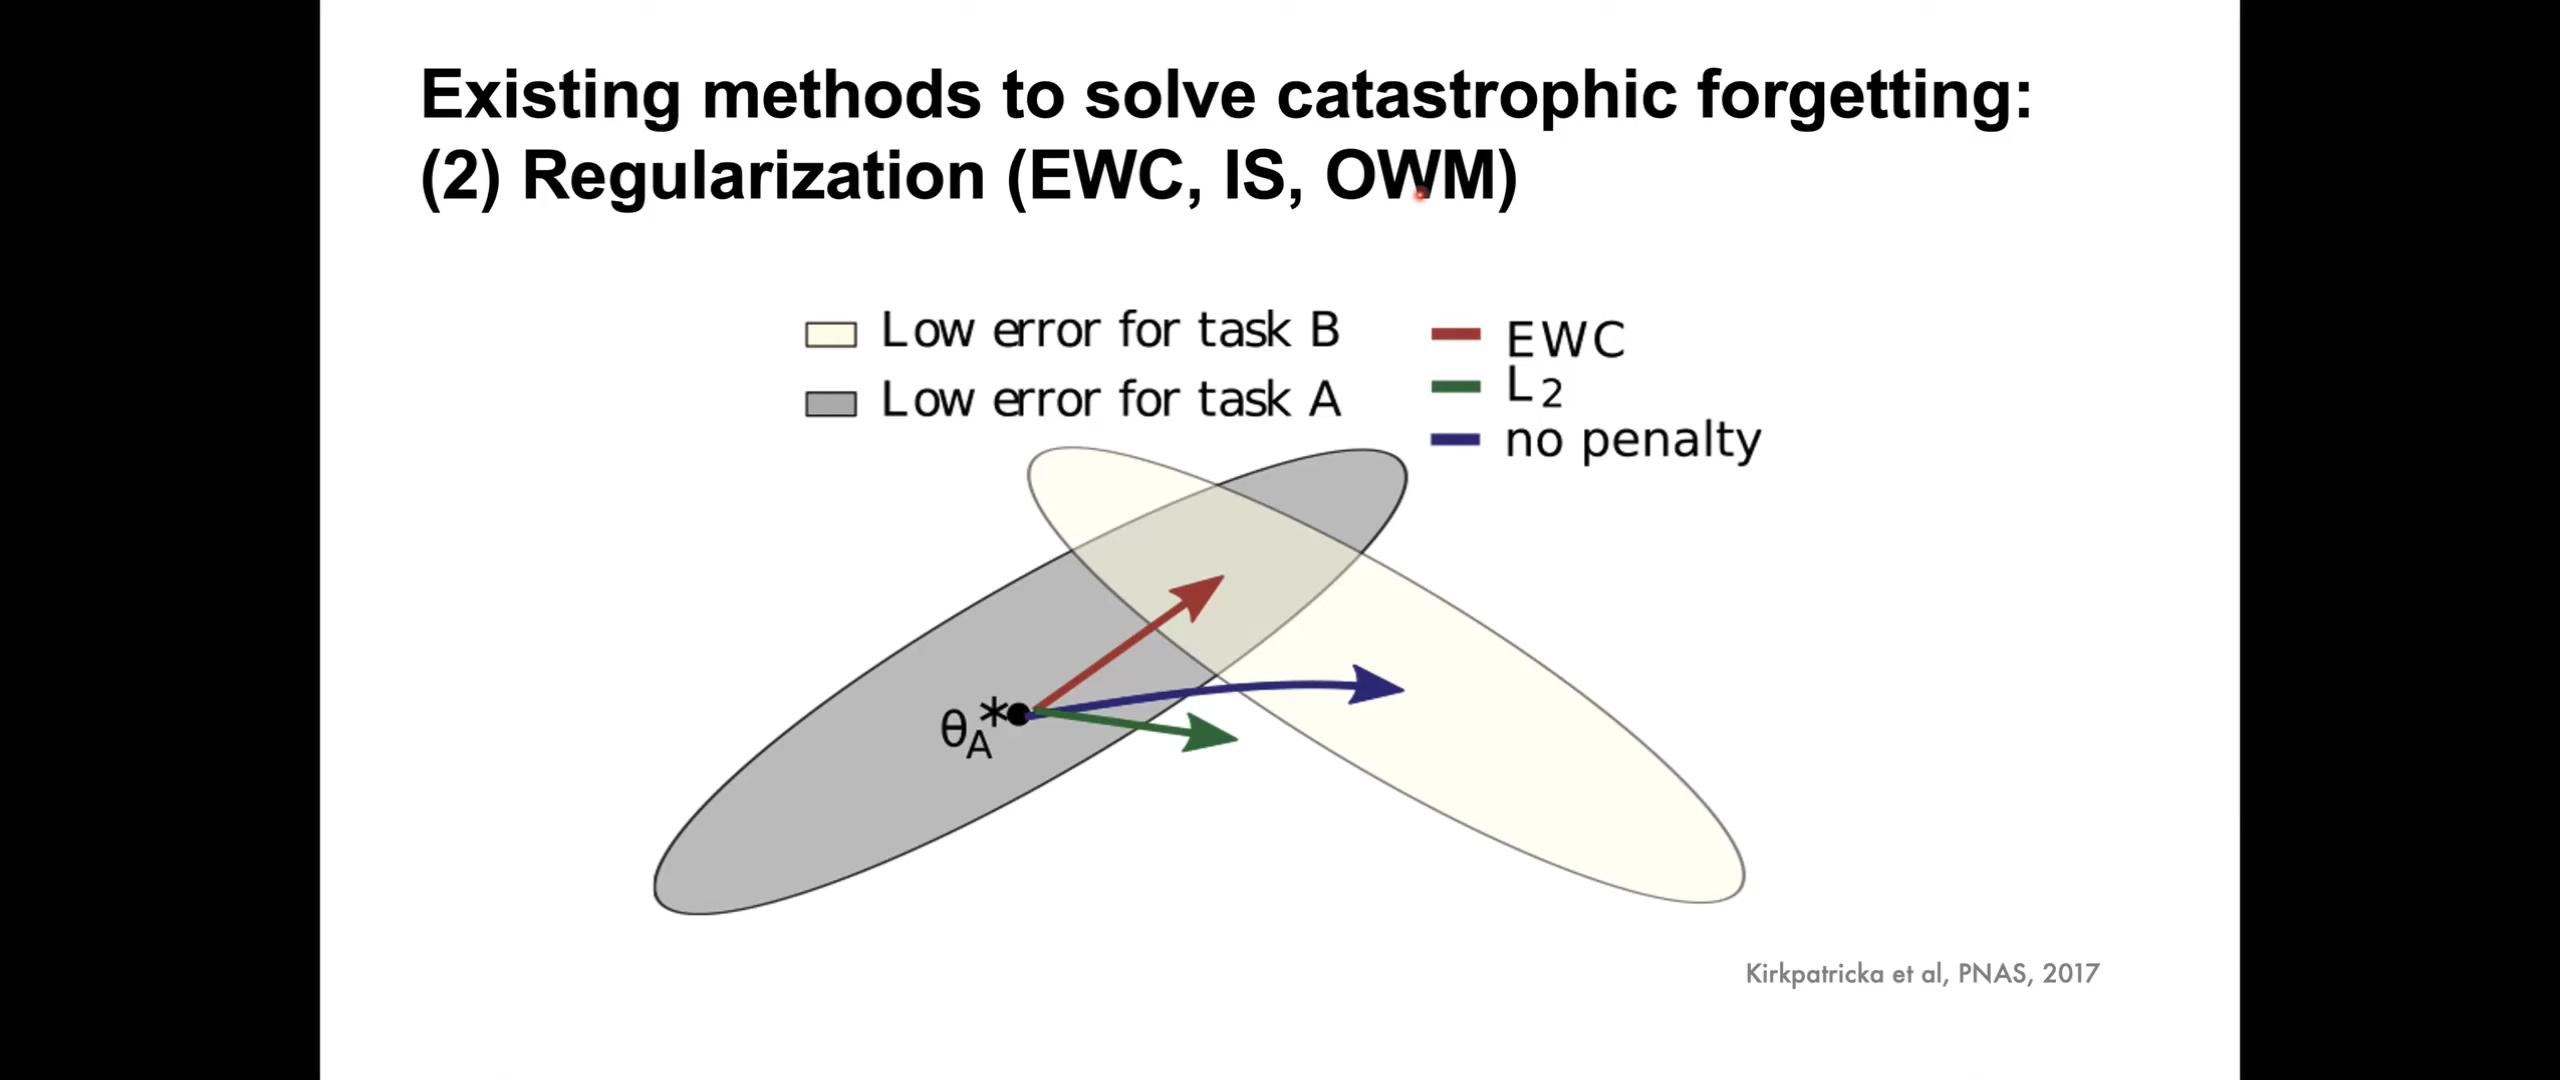 Existing methods to solve catastrophic forgetting:
(2) Regularization (EWC, IS, OWM)
Low error for task B
Low error for task A
EWC
L2
no penalty
θA*
Kirkpatricka et al, PNAS, 2017